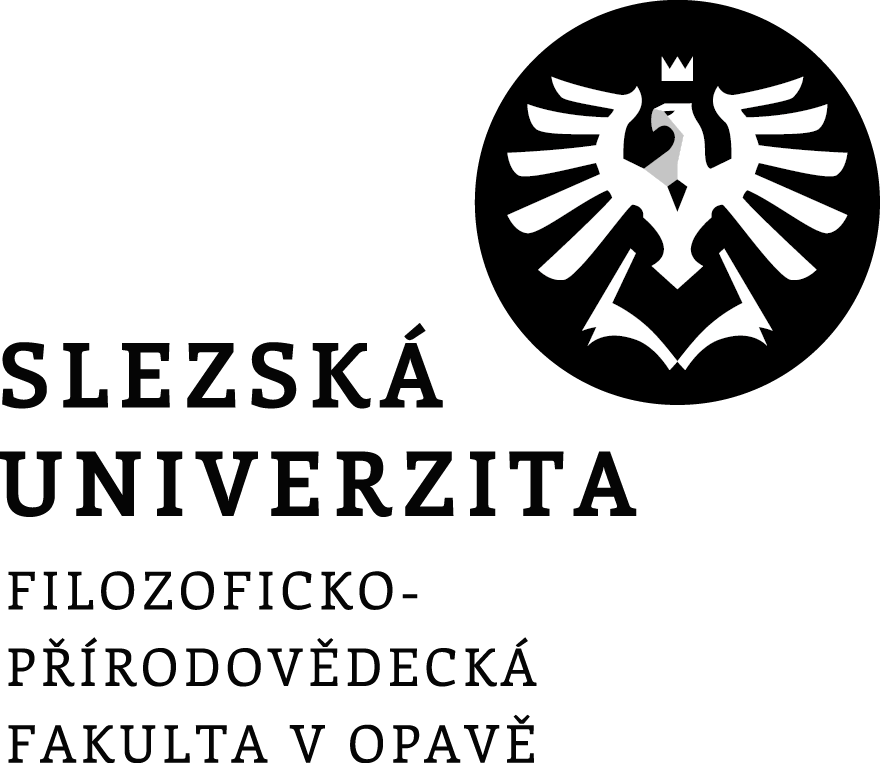 SLEZSKÁ
UNIVERZITA
FILOZOFICKO-
PŘÍRODOVĚDECKÁ
FAKULTA V OPAVĚ